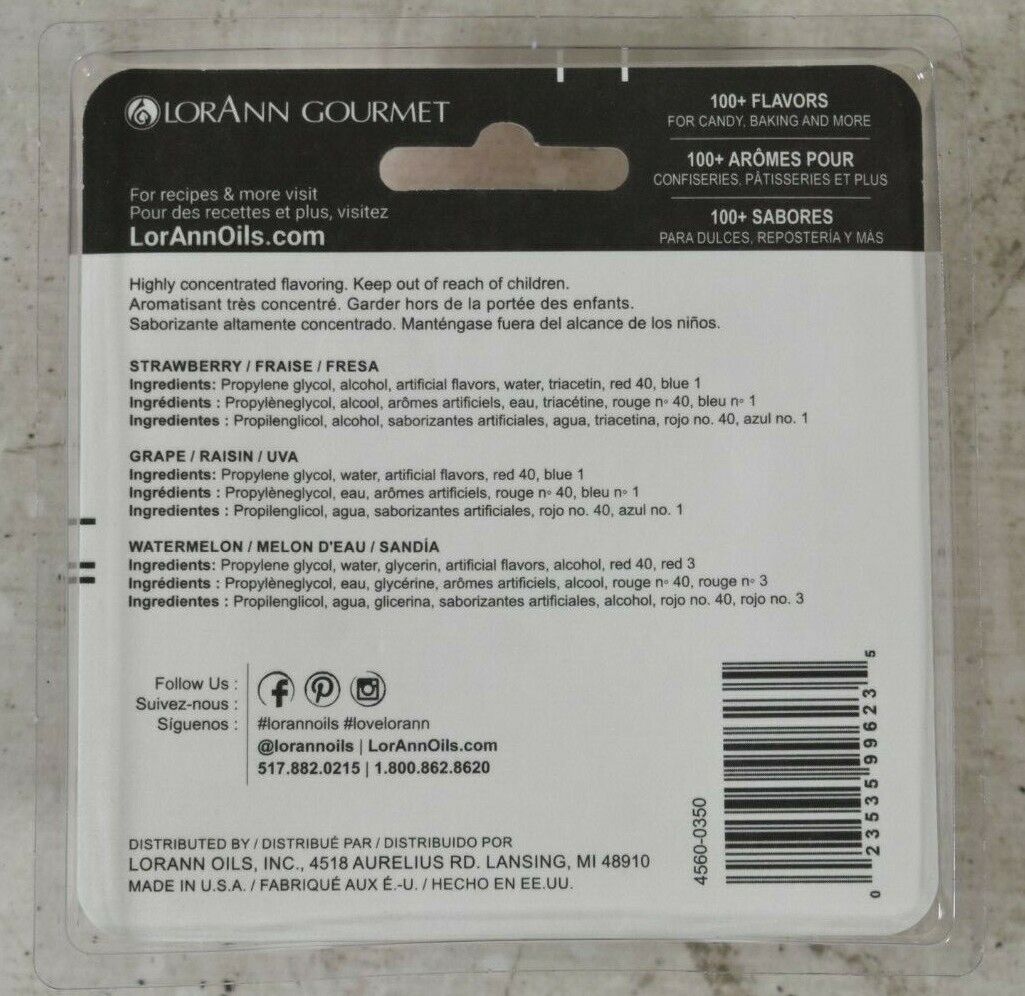 LORANN GOURMET
For recipes & more visit
Pour des recettes et plus, visitez
LorAnnOils.com
100+ FLAVORS
FOR CANDY, BAKING AND MORE
100+ ARÔMES POUR
CONFISERIES, PÂTISSERIES ET PLUS
100+ SABORES
PARA DULCES, REPOSTERÍA Y MÁS
Highly concentrated flavoring. Keep out of reach of children.
Aromatisant très concentré. Garder hors de la portée des enfants.
Saborizante altamente concentrado. Manténgase fuera del alcance de los niños.
STRAWBERRY / FRAISE / FRESA
Ingredients: Propylene glycol, alcohol, artificial flavors, water, triacetin, red 40, blue 1
Ingrédients : Propylèneglycol, alcool, arômes artificiels, eau, triacétine, rouge nº 40, bleu nº 1
Ingredientes : Propilenglicol, alcohol, saborizantes artificiales, agua, triacetina, rojo no. 40, azul no. 1
GRAPE / RAISIN / UVA
Ingredients: Propylene glycol, water, artificial flavors, red 40, blue 1
Ingrédients : Propylèneglycol, eau, arômes artificiels, rouge nº 40, bleu nº 1
Ingredientes : Propilenglicol, agua, saborizantes artificiales, rojo no. 40, azul no. 1
WATERMELON / MELON D'EAU / SANDÍA
Ingredients: Propylene glycol, water, glycerin, artificial flavors, alcohol, red 40, red 3
Ingrédients : Propylèneglycol, eau, glycérine, arômes artificiels, alcool, rouge nº 40, rouge nº 3
Ingredientes : Propilenglicol, agua, glicerina, saborizantes artificiales, alcohol, rojo no. 40, rojo no. 3
Follow Us :
Suivez-nous :
Síguenos :
#lorannoils #lovelorann
@lorannoils | LorAnnOils.com
517.882.0215 | 1.800.862.8620
DISTRIBUTED BY / DISTRIBUÉ PAR / DISTRIBUIDO POR
LORANN OILS, INC., 4518 AURELIUS RD. LANSING, MI 48910
MADE IN U.S.A. / FABRIQUÉ AUX É.-U. / HECHO EN EE.UU.
4560-0350
0 23535 99623 5